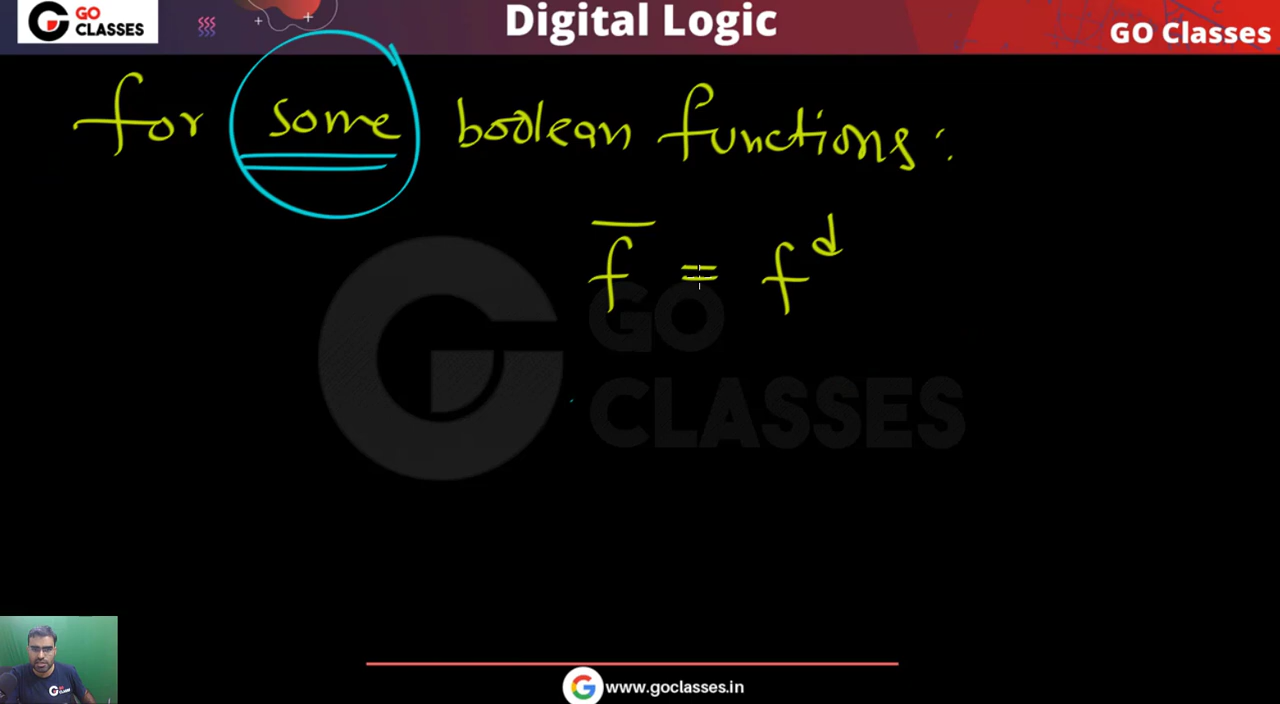 GO
CLASSES
Digital Logic
GO Classes
for some boolean functions :
f̅ = f^d
GO
CLASSES
www.goclasses.in